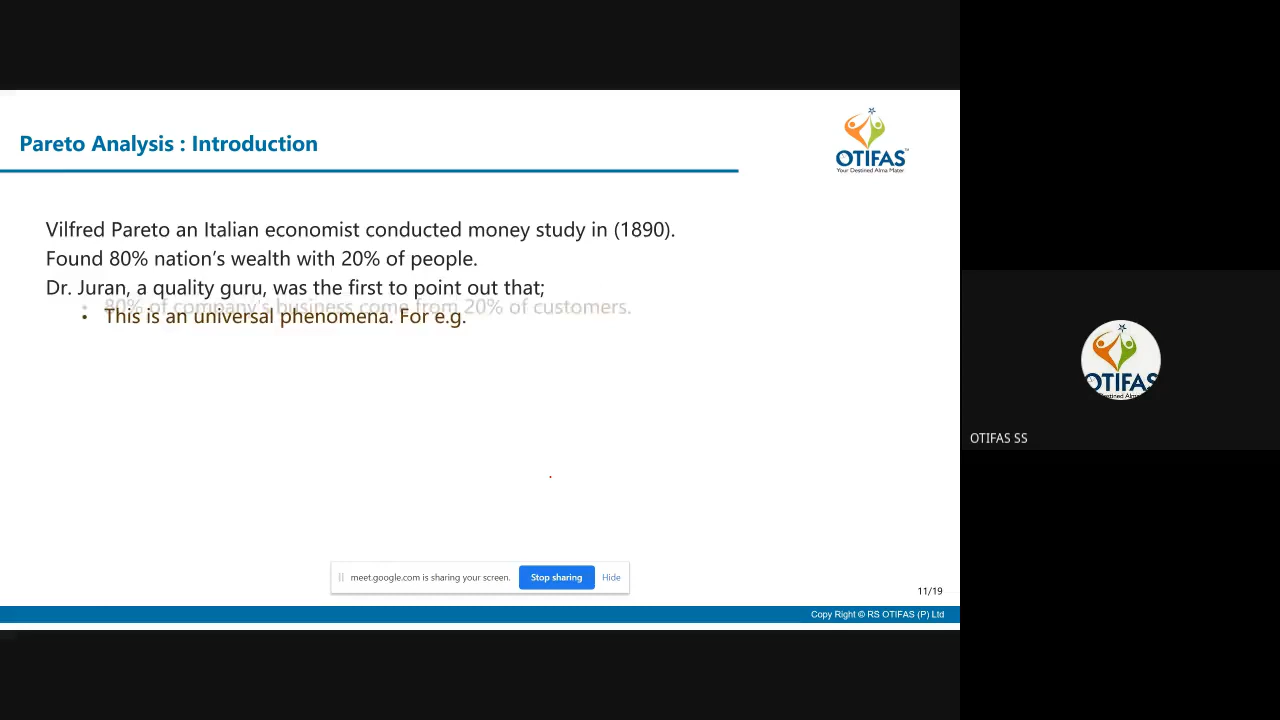 Pareto Analysis : Introduction
OTIFAS™
Your Destined Alma Mater
Vilfred Pareto an Italian economist conducted money study in (1890).
Found 80% nation's wealth with 20% of people.
Dr. Juran, a quality guru, was the first to point out that;
• 80% of company's business come from 20% of customers.
• This is an universal phenomena. For e.g.
OTIFAS
OTIFAS SS
meet.google.com is sharing your screen. Stop sharing Hide
11/19
Copy Right © RS OTIFAS (P) Ltd